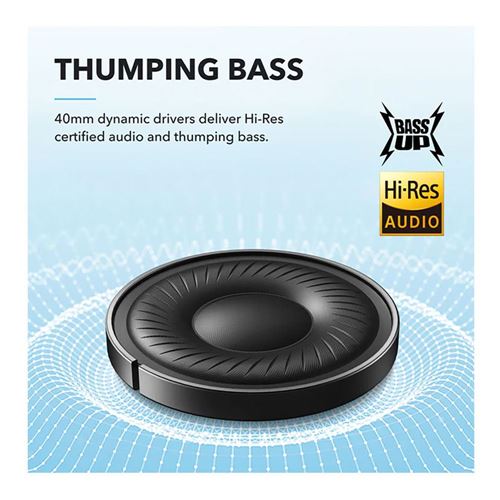 THUMPING BASS
40mm dynamic drivers deliver Hi-Res
certified audio and thumping bass.
BASS
UP
Hi-Res
AUDIO